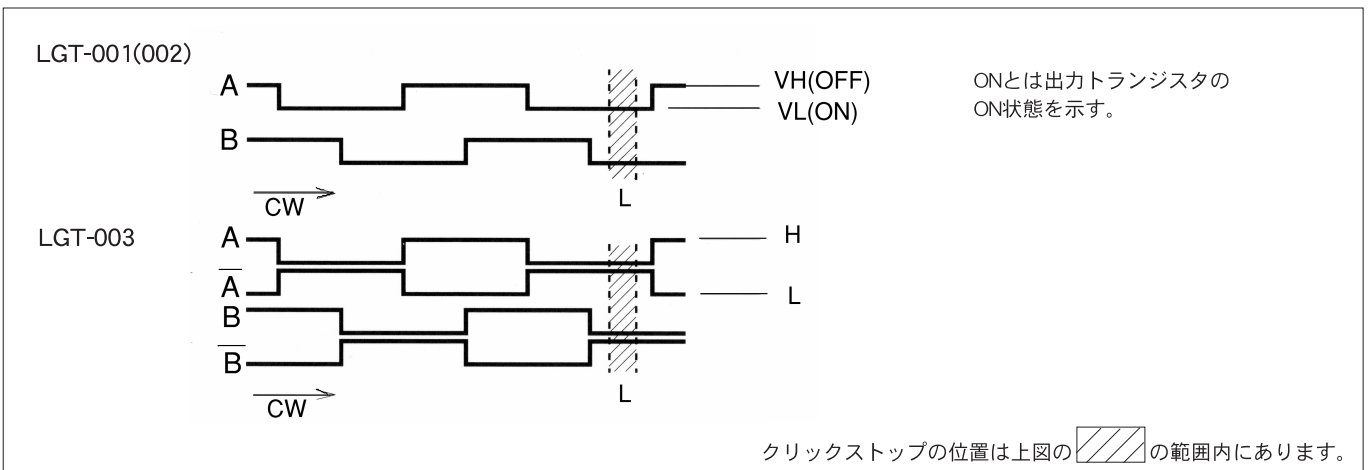 LGT-001(002)
A
VH(OFF)
VL(ON)
ONとは出力トランジスタの
ON状態を示す。
B
L
CW
LGT-003
A
H
A
L
B
B
L
CW
クリックストップの位置は上図の の範囲内にあります。